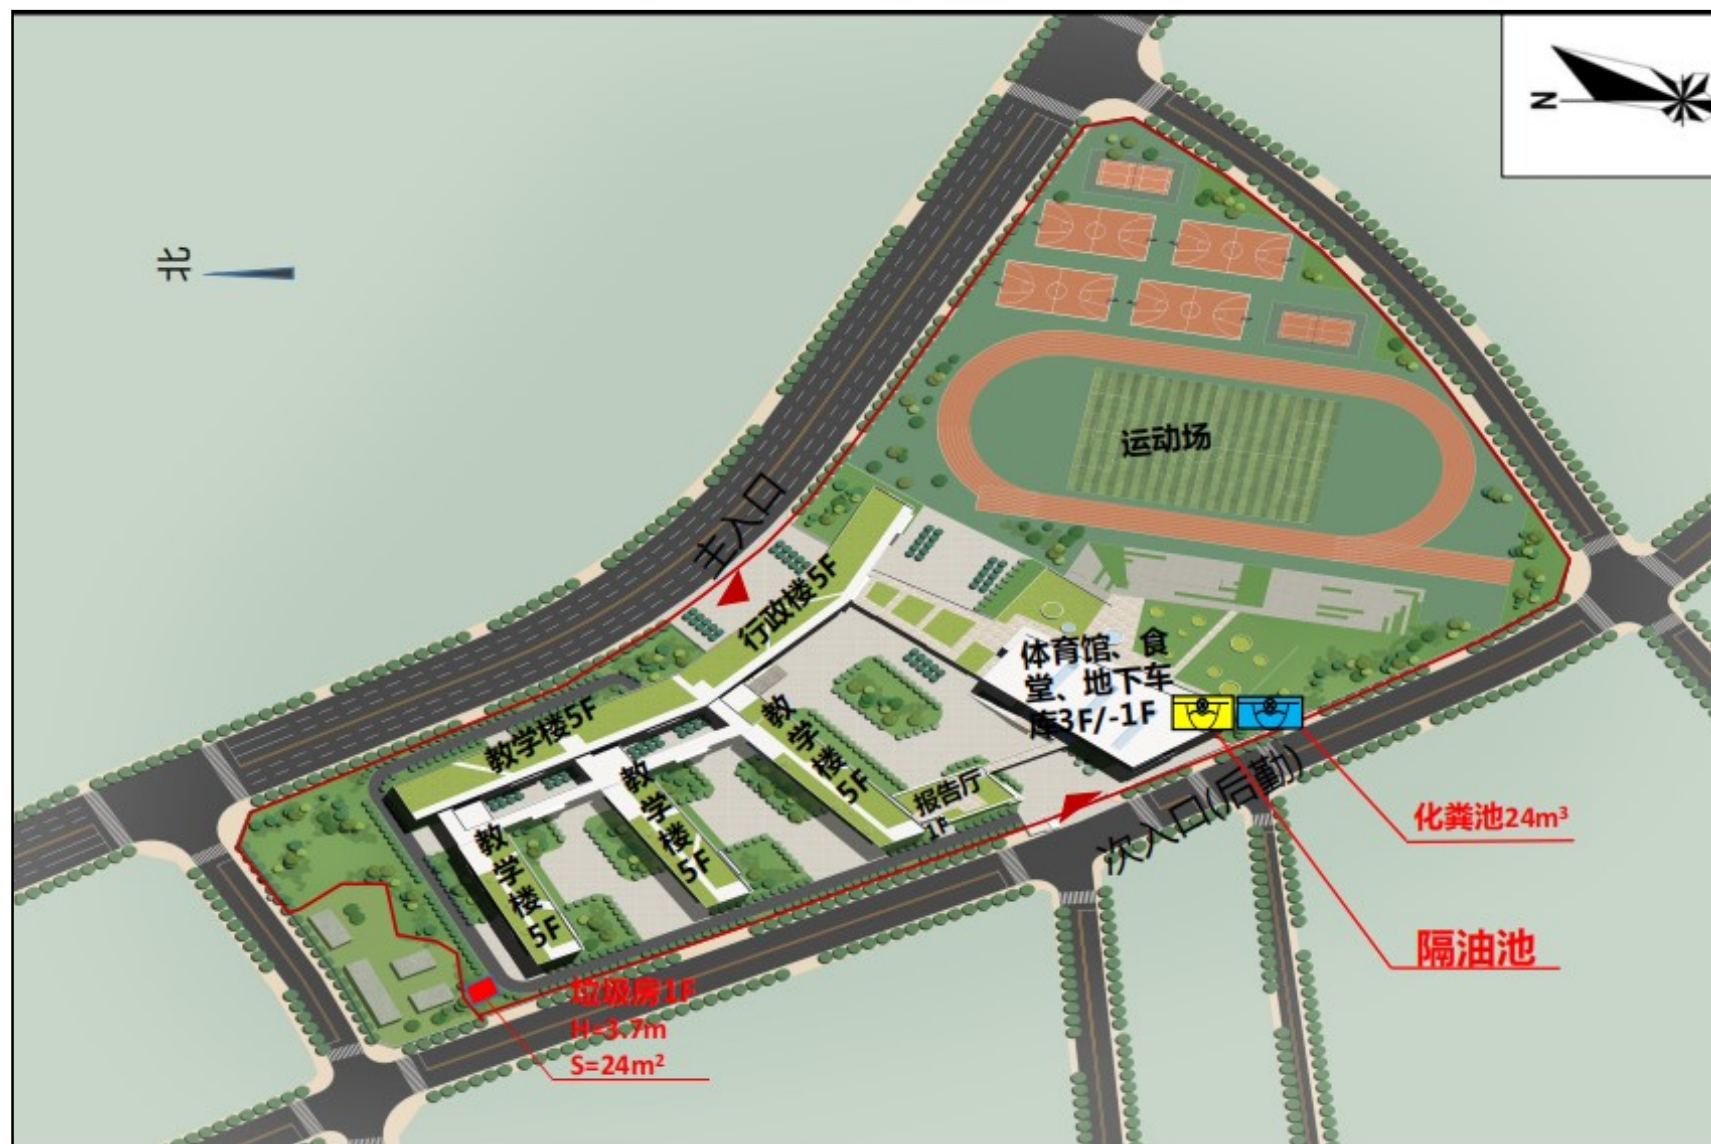 N
北
运动场
主入口
行政楼5F
体育馆、食
堂、地下车
库3F/-1F
教学楼5F
教学楼5F
教学楼5F
教学楼5F
报告厅
1F
次入口(后勤)
化粪池24m³
隔油池
垃圾房1F
H=3.7m
S=24m²